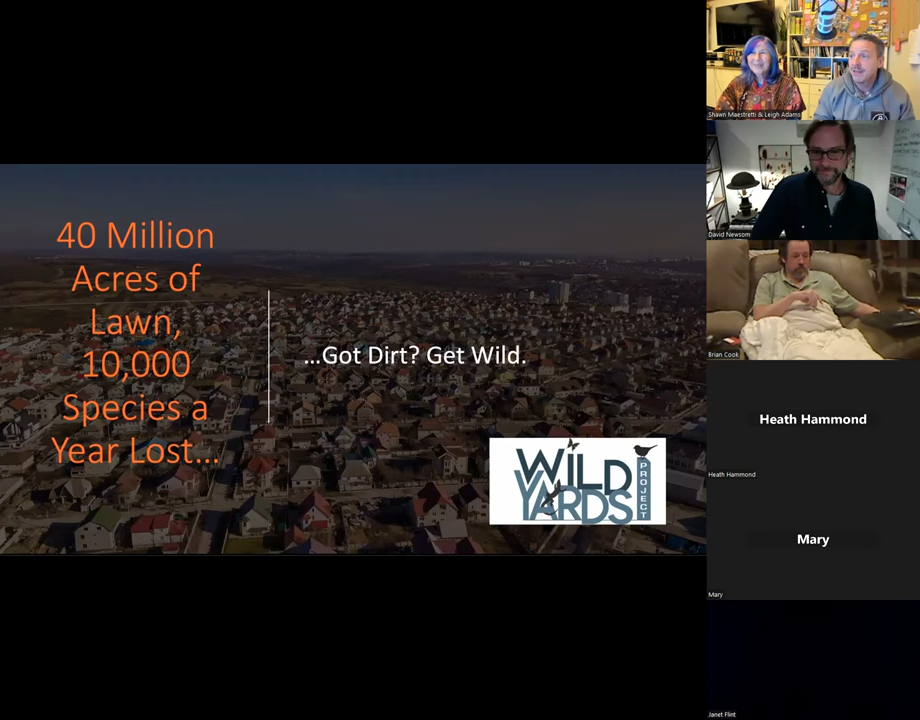 40 Million
Acres of
Lawn,
10,000
Species a
Year Lost...
...Got Dirt? Get Wild.
WILD
YARDS
PROJECT
Shawn Maestretti & Leigh Adams
David Newsom
Brian Cook
Heath Hammond
Heath Hammond
Mary
Mary
Janet Flint